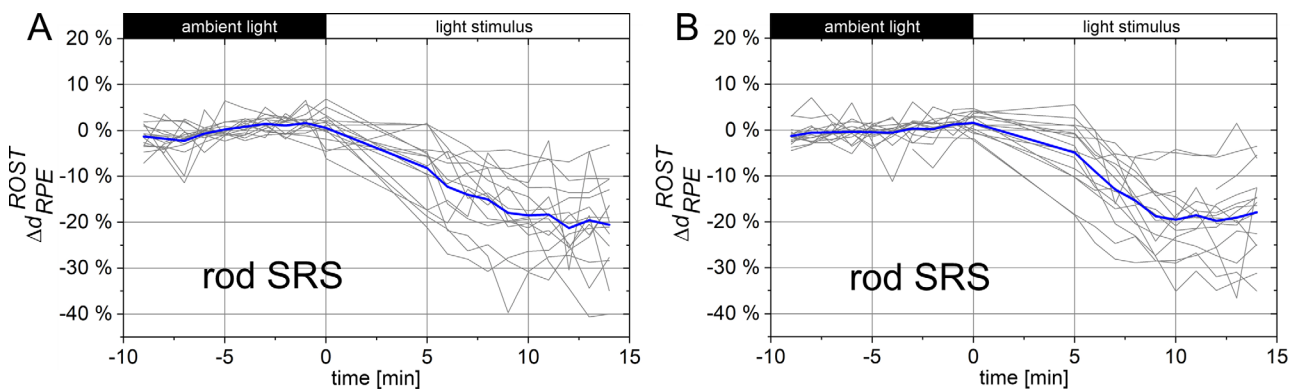 A
ambient light
light stimulus
20 %
10 %
0 %
-10 %
-20 %
-30 %
-40 %
Δd ROST RPE
rod SRS
-10
-5
0
5
10
15
time [min]
B
ambient light
light stimulus
20 %
10 %
0 %
-10 %
-20 %
-30 %
-40 %
Δd ROST RPE
rod SRS
-10
-5
0
5
10
15
time [min]